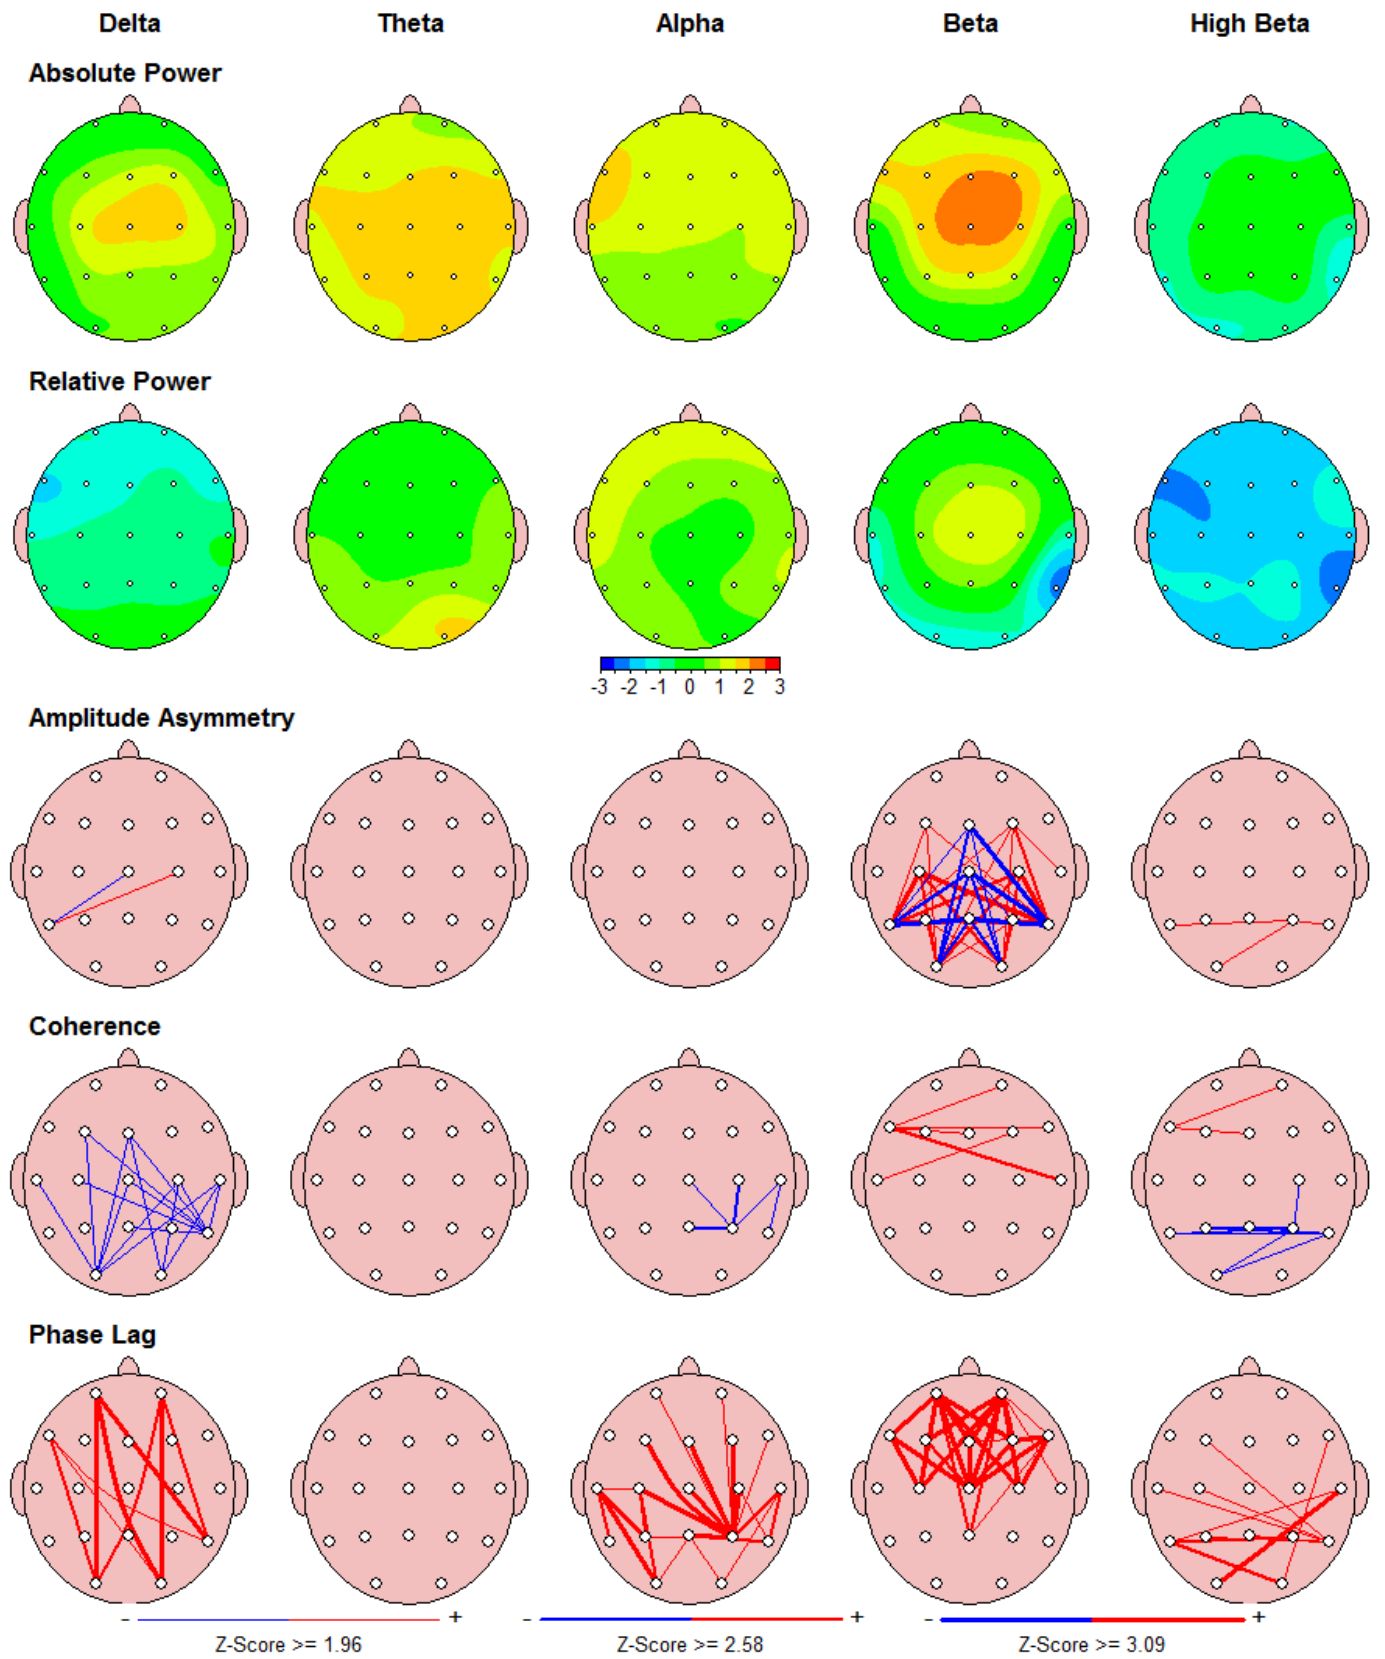 Delta Theta Alpha Beta High Beta
Absolute Power
Relative Power
-3 -2 -1 0 1 2 3
Amplitude Asymmetry
Coherence
Phase Lag
- + - + - +
Z-Score >= 1.96 Z-Score >= 2.58 Z-Score >= 3.09